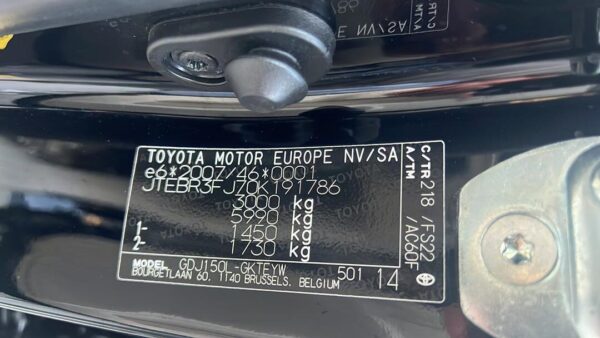 TOYOTA MOTOR EUROPE NV/SA
e6*2007/46*0001
JTEBR3FJ70K191786
3000 kg
5990 kg
1- 1450 kg
2- 1730 kg
MODEL GDJ150L-GKTEYW 501 14
BOURGETLAAN 60, 1140 BRUSSELS, BELGIUM
C/TR 218 /FS22
A/TM /AC60F